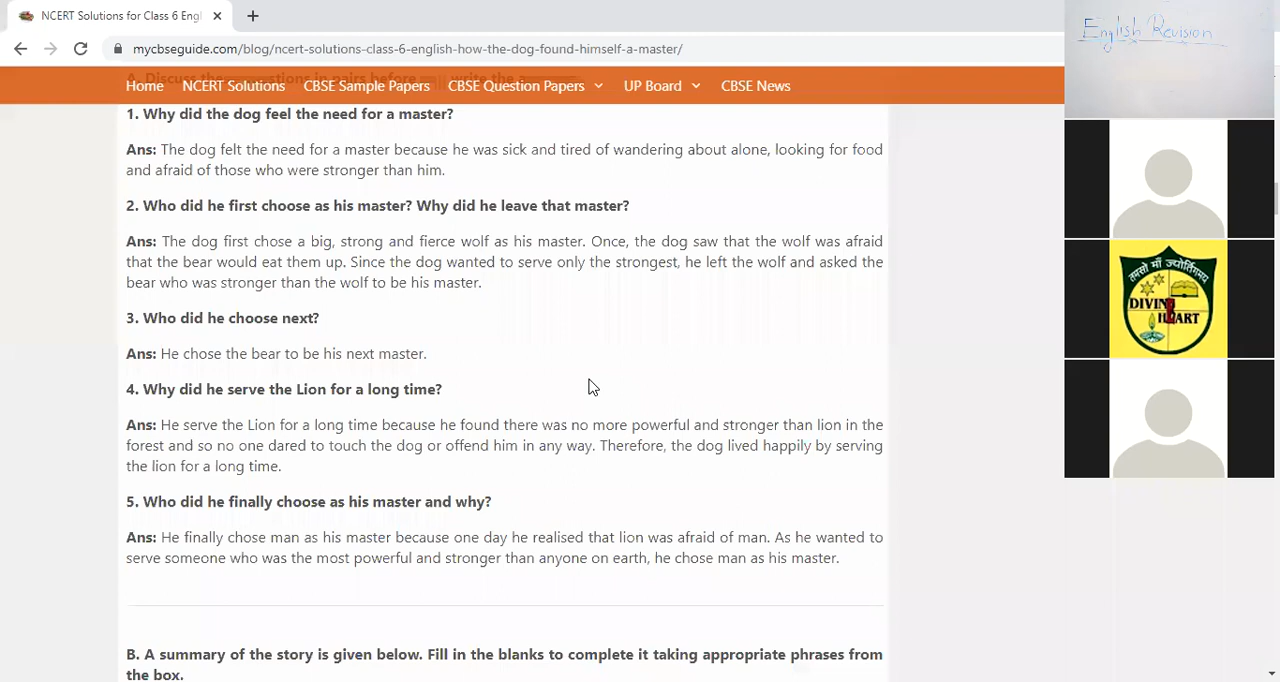 NCERT Solutions for Class 6 Engl
mycbseguide.com/blog/ncert-solutions-class-6-english-how-the-dog-found-himself-a-master/
English Revision
Home NCERT Solutions CBSE Sample Papers CBSE Question Papers UP Board CBSE News
1. Why did the dog feel the need for a master?
Ans: The dog felt the need for a master because he was sick and tired of wandering about alone, looking for food
and afraid of those who were stronger than him.
2. Who did he first choose as his master? Why did he leave that master?
Ans: The dog first chose a big, strong and fierce wolf as his master. Once, the dog saw that the wolf was afraid
that the bear would eat them up. Since the dog wanted to serve only the strongest, he left the wolf and asked the
bear who was stronger than the wolf to be his master.
3. Who did he choose next?
Ans: He chose the bear to be his next master.
4. Why did he serve the Lion for a long time?
Ans: He serve the Lion for a long time because he found there was no more powerful and stronger than lion in the
forest and so no one dared to touch the dog or offend him in any way. Therefore, the dog lived happily by serving
the lion for a long time.
5. Who did he finally choose as his master and why?
Ans: He finally chose man as his master because one day he realised that lion was afraid of man. As he wanted to
serve someone who was the most powerful and stronger than anyone on earth, he chose man as his master.
B. A summary of the story is given below. Fill in the blanks to complete it taking appropriate phrases from
the box.
तमसो माँ ज्योर्तिगमय
DIVINE
HEART